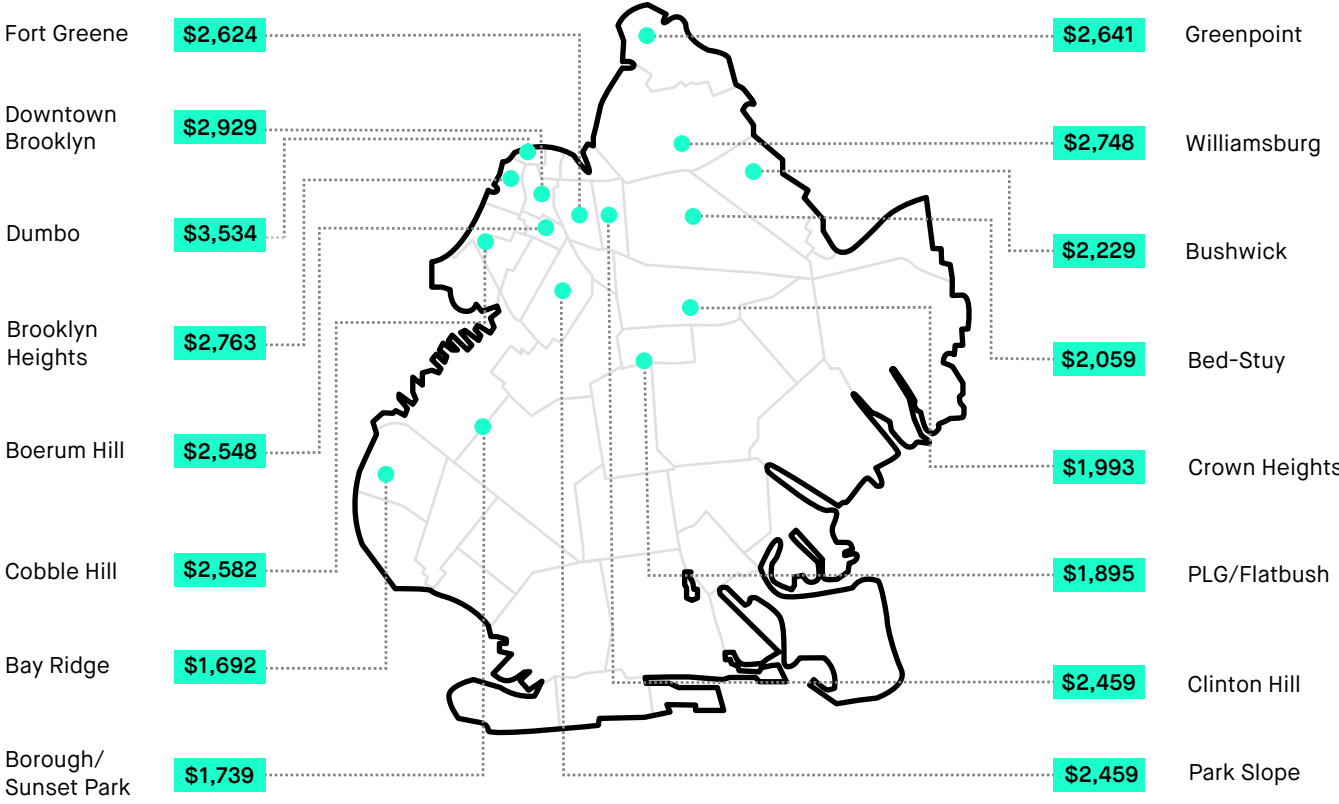 Fort Greene $2,624
Downtown
Brooklyn $2,929
Dumbo $3,534
Brooklyn
Heights $2,763
Boerum Hill $2,548
Cobble Hill $2,582
Bay Ridge $1,692
Borough/
Sunset Park $1,739
$2,641 Greenpoint
$2,748 Williamsburg
$2,229 Bushwick
$2,059 Bed-Stuy
$1,993 Crown Heights
$1,895 PLG/Flatbush
$2,459 Clinton Hill
$2,459 Park Slope